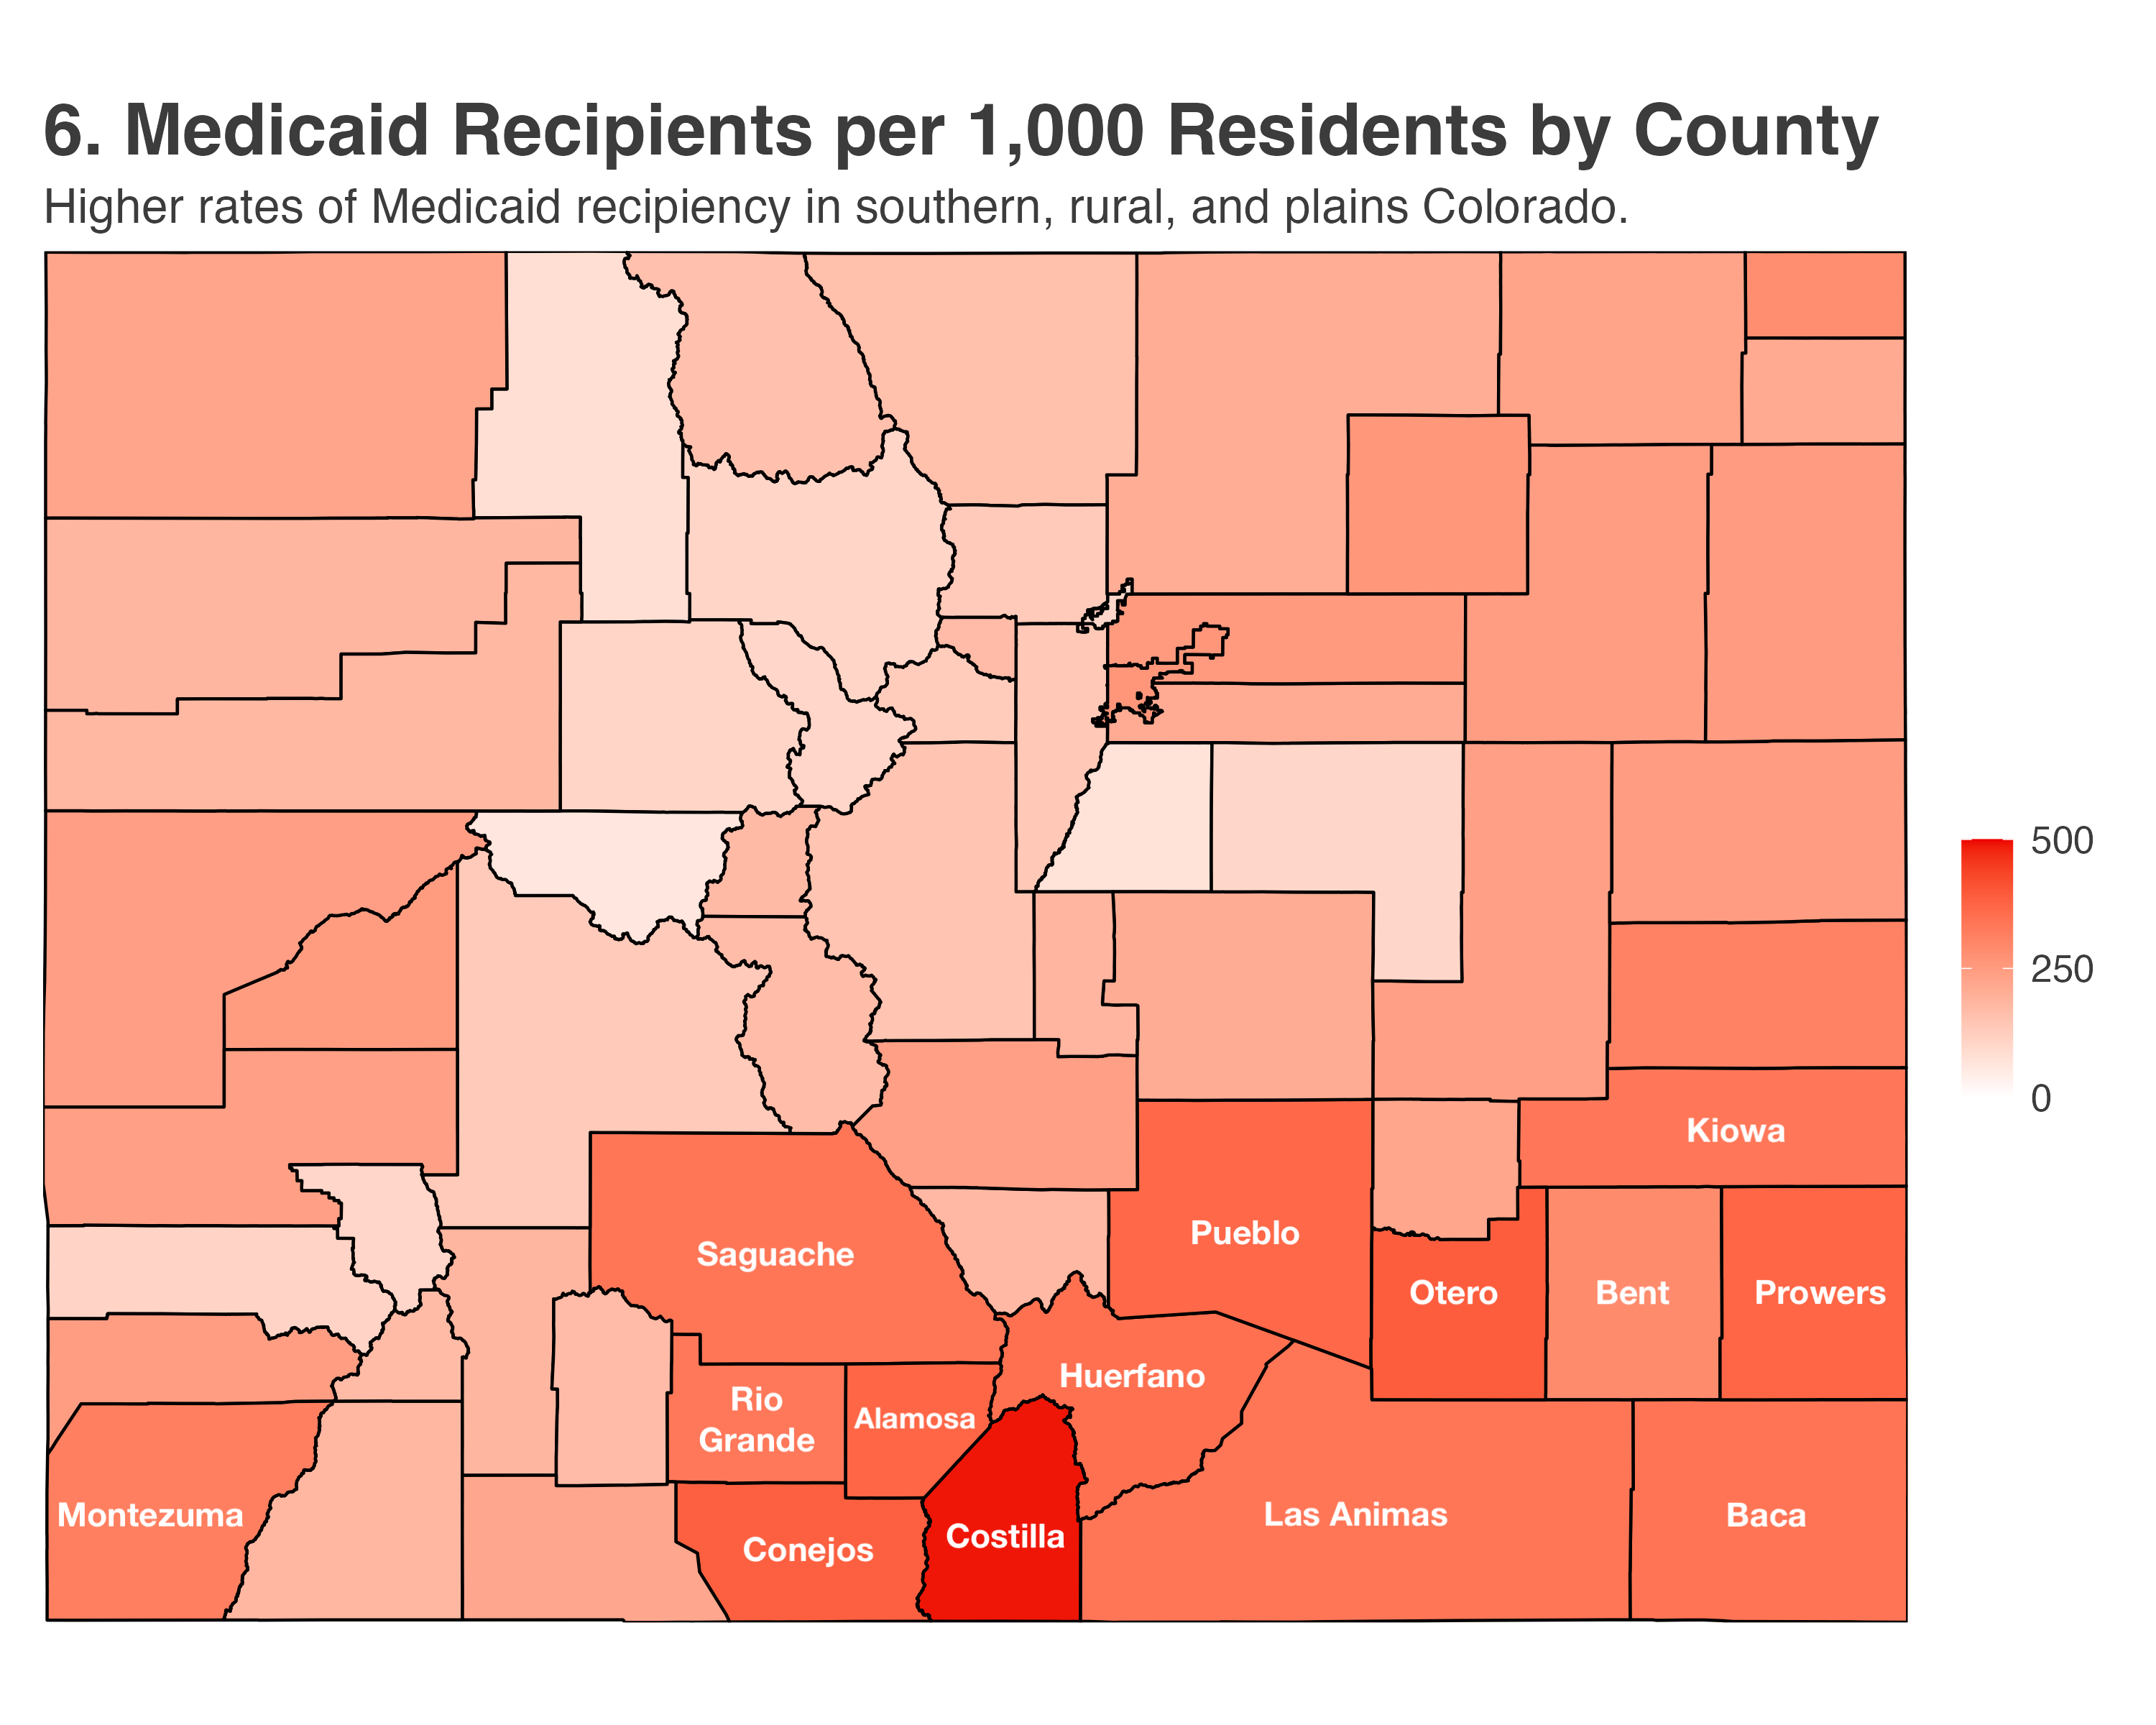 6. Medicaid Recipients per 1,000 Residents by County
Higher rates of Medicaid recipiency in southern, rural, and plains Colorado.
500
250
0
Kiowa
Pueblo
Saguache
Otero
Bent
Prowers
Huerfano
Rio
Grande
Alamosa
Montezuma
Conejos
Costilla
Las Animas
Baca